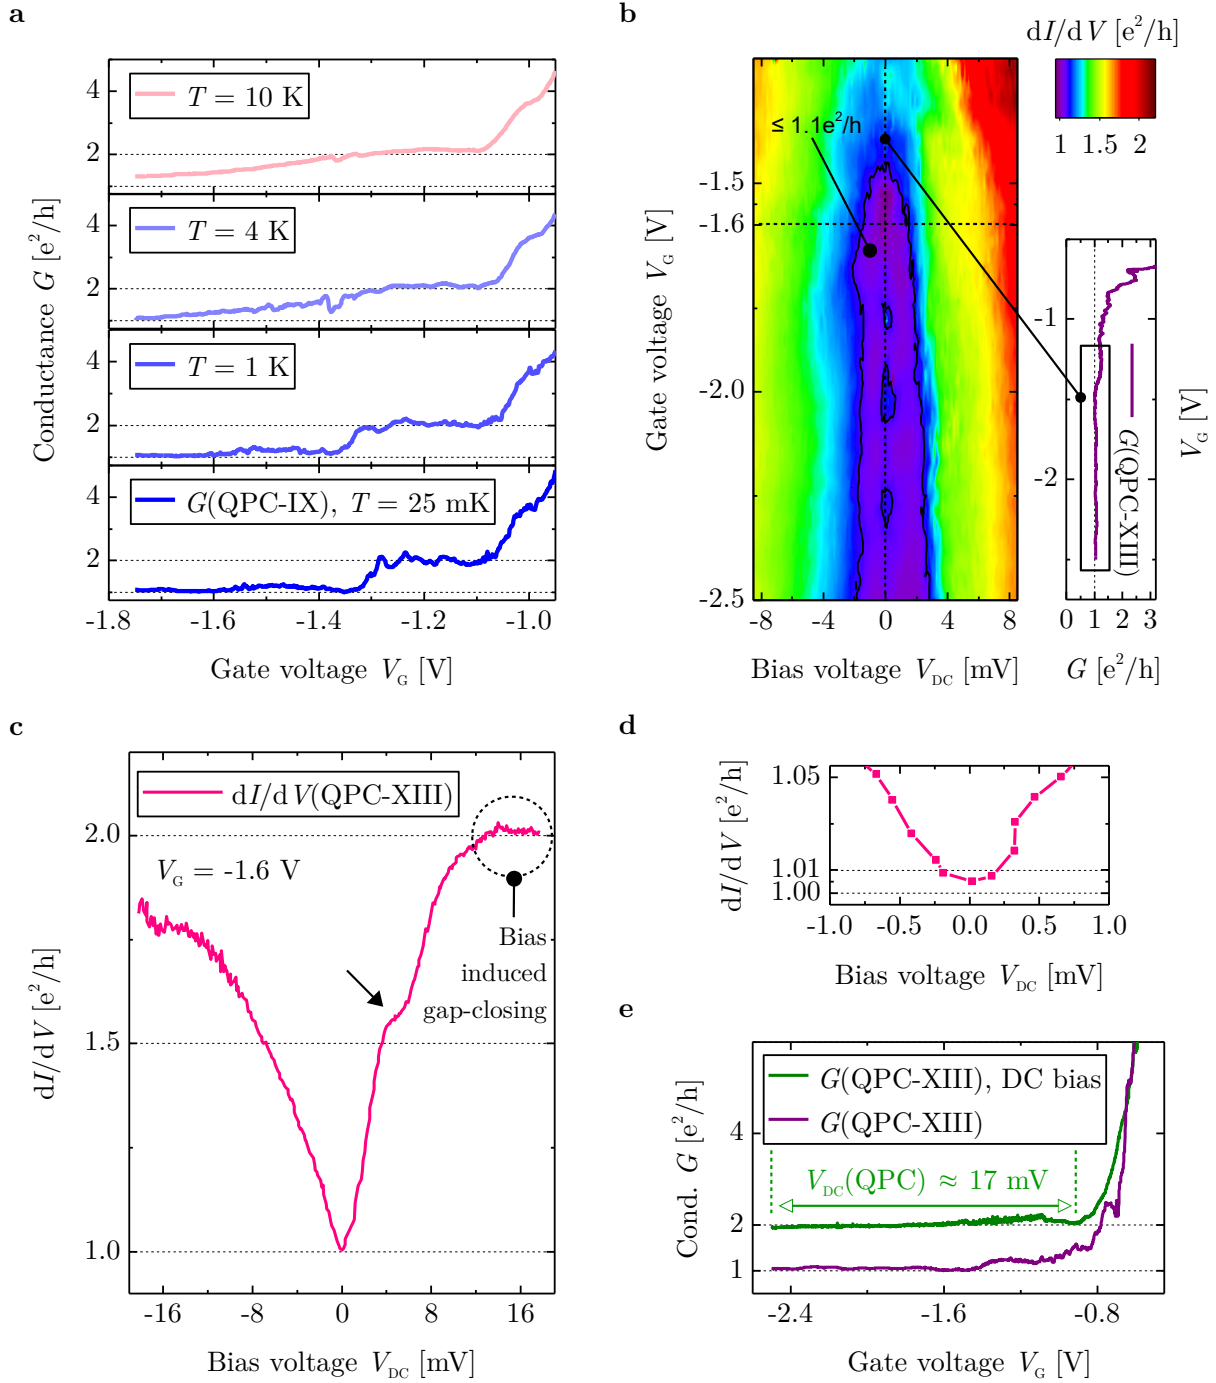 a
T = 10 K
4
2
T = 4 K
4
2
T = 1 K
4
2
G(QPC-IX), T = 25 mK
4
2
Conductance G [e²/h]
-1.8 -1.6 -1.4 -1.2 -1.0
Gate voltage V_G [V]
b
dI/dV [e²/h]
1 1.5 2
≤ 1.1e²/h
-1.5
-1.6
-2.0
-2.5
Gate voltage V_G [V]
-8 -4 0 4 8
Bias voltage V_DC [mV]
-1
-2
V_G [V]
G(QPC-XIII)
0 1 2 3
G [e²/h]
c
dI/dV(QPC-XIII)
V_G = -1.6 V
Bias
induced
gap-closing
2.0
1.5
1.0
dI/dV [e²/h]
-16 -8 0 8 16
Bias voltage V_DC [mV]
d
1.05
1.01
1.00
dI/dV [e²/h]
-1.0 -0.5 0.0 0.5 1.0
Bias voltage V_DC [mV]
e
G(QPC-XIII), DC bias
G(QPC-XIII)
V_DC(QPC) ≈ 17 mV
4
2
1
Cond. G [e²/h]
-2.4 -1.6 -0.8
Gate voltage V_G [V]